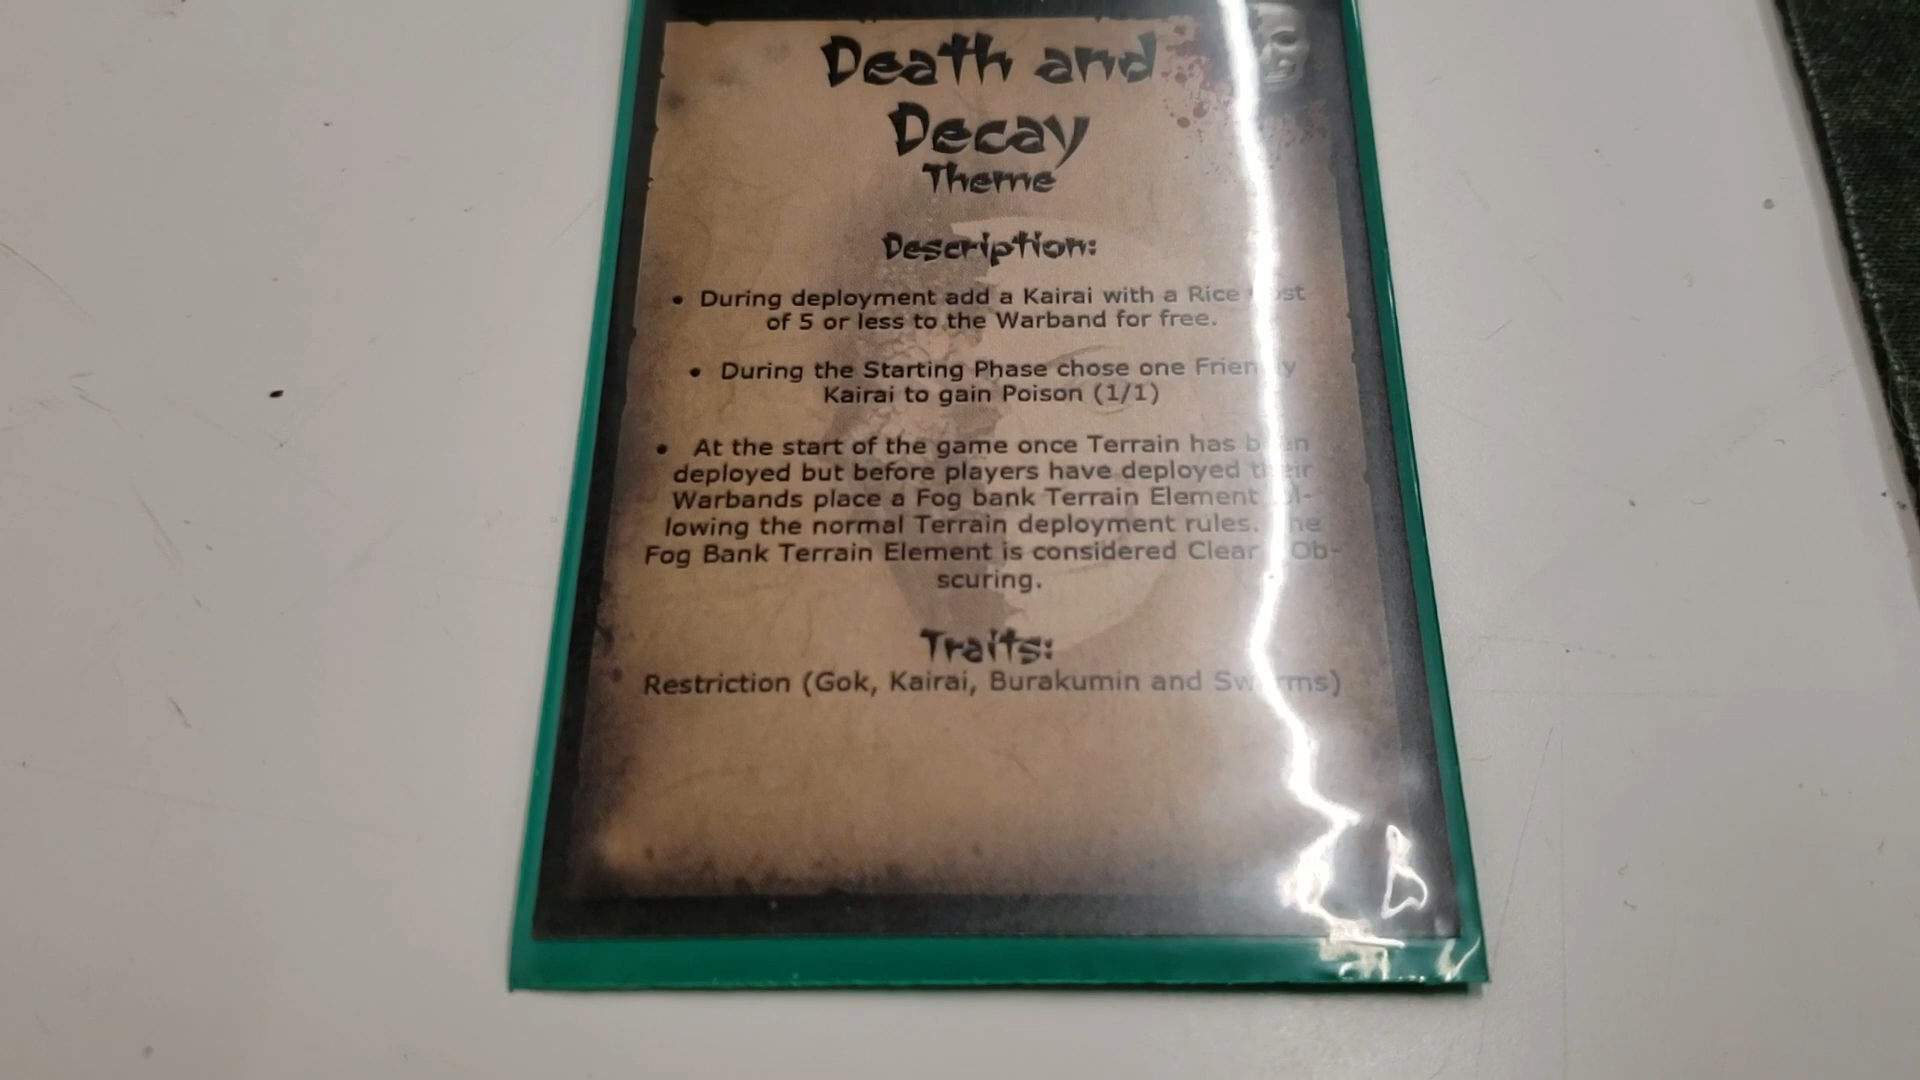 Death and
Decay
Theme
Description:
• During deployment add a Kairai with a Rice
of 5 or less to the Warband for free.
• During the Starting Phase chose one
Kairai to gain Poison (1/1)
• At the start of the game once Terrain has
deployed but before players have deployed their
Warbands place a Fog bank Terrain Element
lowing the normal Terrain deployment rules.
Fog Bank Terrain Element is considered Clear Ob-
scuring.
Traits:
Restriction (Gok, Kairai, Burakumin and Swarms)